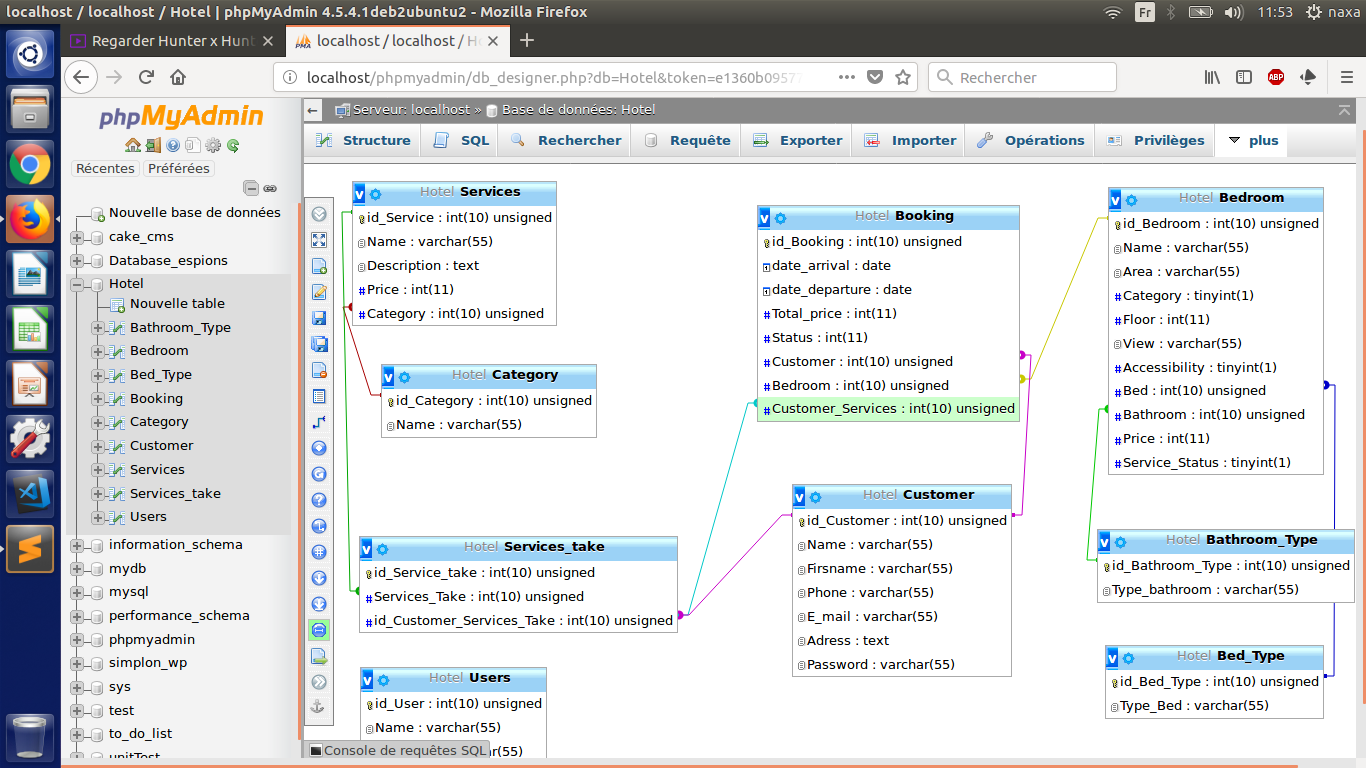 localhost / localhost / Hotel | phpMyAdmin 4.5.4.1deb2ubuntu2 - Mozilla Firefox
Fr
11:53
naxa
Regarder Hunter x Hunt
localhost / localhost / Ho
localhost/phpmyadmin/db_designer.php?db=Hotel&token=e1360b0957
Rechercher
ABP
phpMyAdmin
Récentes
Préférées
Nouvelle base de données
cake_cms
Database_espions
Hotel
Nouvelle table
Bathroom_Type
Bedroom
Bed_Type
Booking
Category
Customer
Services
Services_take
Users
information_schema
mydb
mysql
performance_schema
phpmyadmin
simplon_wp
sys
test
to_do_list
unitTest
Serveur: localhost » Base de données: Hotel
Structure
SQL
Rechercher
Requête
Exporter
Importer
Opérations
Privilèges
plus
Hotel Services
id_Service : int(10) unsigned
Name : varchar(55)
Description : text
Price : int(11)
Category : int(10) unsigned
Hotel Category
id_Category : int(10) unsigned
Name : varchar(55)
Hotel Services_take
id_Service_take : int(10) unsigned
Services_Take : int(10) unsigned
id_Customer_Services_Take : int(10) unsigned
Hotel Users
id_User : int(10) unsigned
Name : varchar(55)
Console de requêtes SQL
Hotel Booking
id_Booking : int(10) unsigned
date_arrival : date
date_departure : date
Total_price : int(11)
Status : int(11)
Customer : int(10) unsigned
Bedroom : int(10) unsigned
Customer_Services : int(10) unsigned
Hotel Customer
id_Customer : int(10) unsigned
Name : varchar(55)
Firsname : varchar(55)
Phone : varchar(55)
E_mail : varchar(55)
Adress : text
Password : varchar(55)
Hotel Bedroom
id_Bedroom : int(10) unsigned
Name : varchar(55)
Area : varchar(55)
Category : tinyint(1)
Floor : int(11)
View : varchar(55)
Accessibility : tinyint(1)
Bed : int(10) unsigned
Bathroom : int(10) unsigned
Price : int(11)
Service_Status : tinyint(1)
Hotel Bathroom_Type
id_Bathroom_Type : int(10) unsigned
Type_bathroom : varchar(55)
Hotel Bed_Type
id_Bed_Type : int(10) unsigned
Type_Bed : varchar(55)